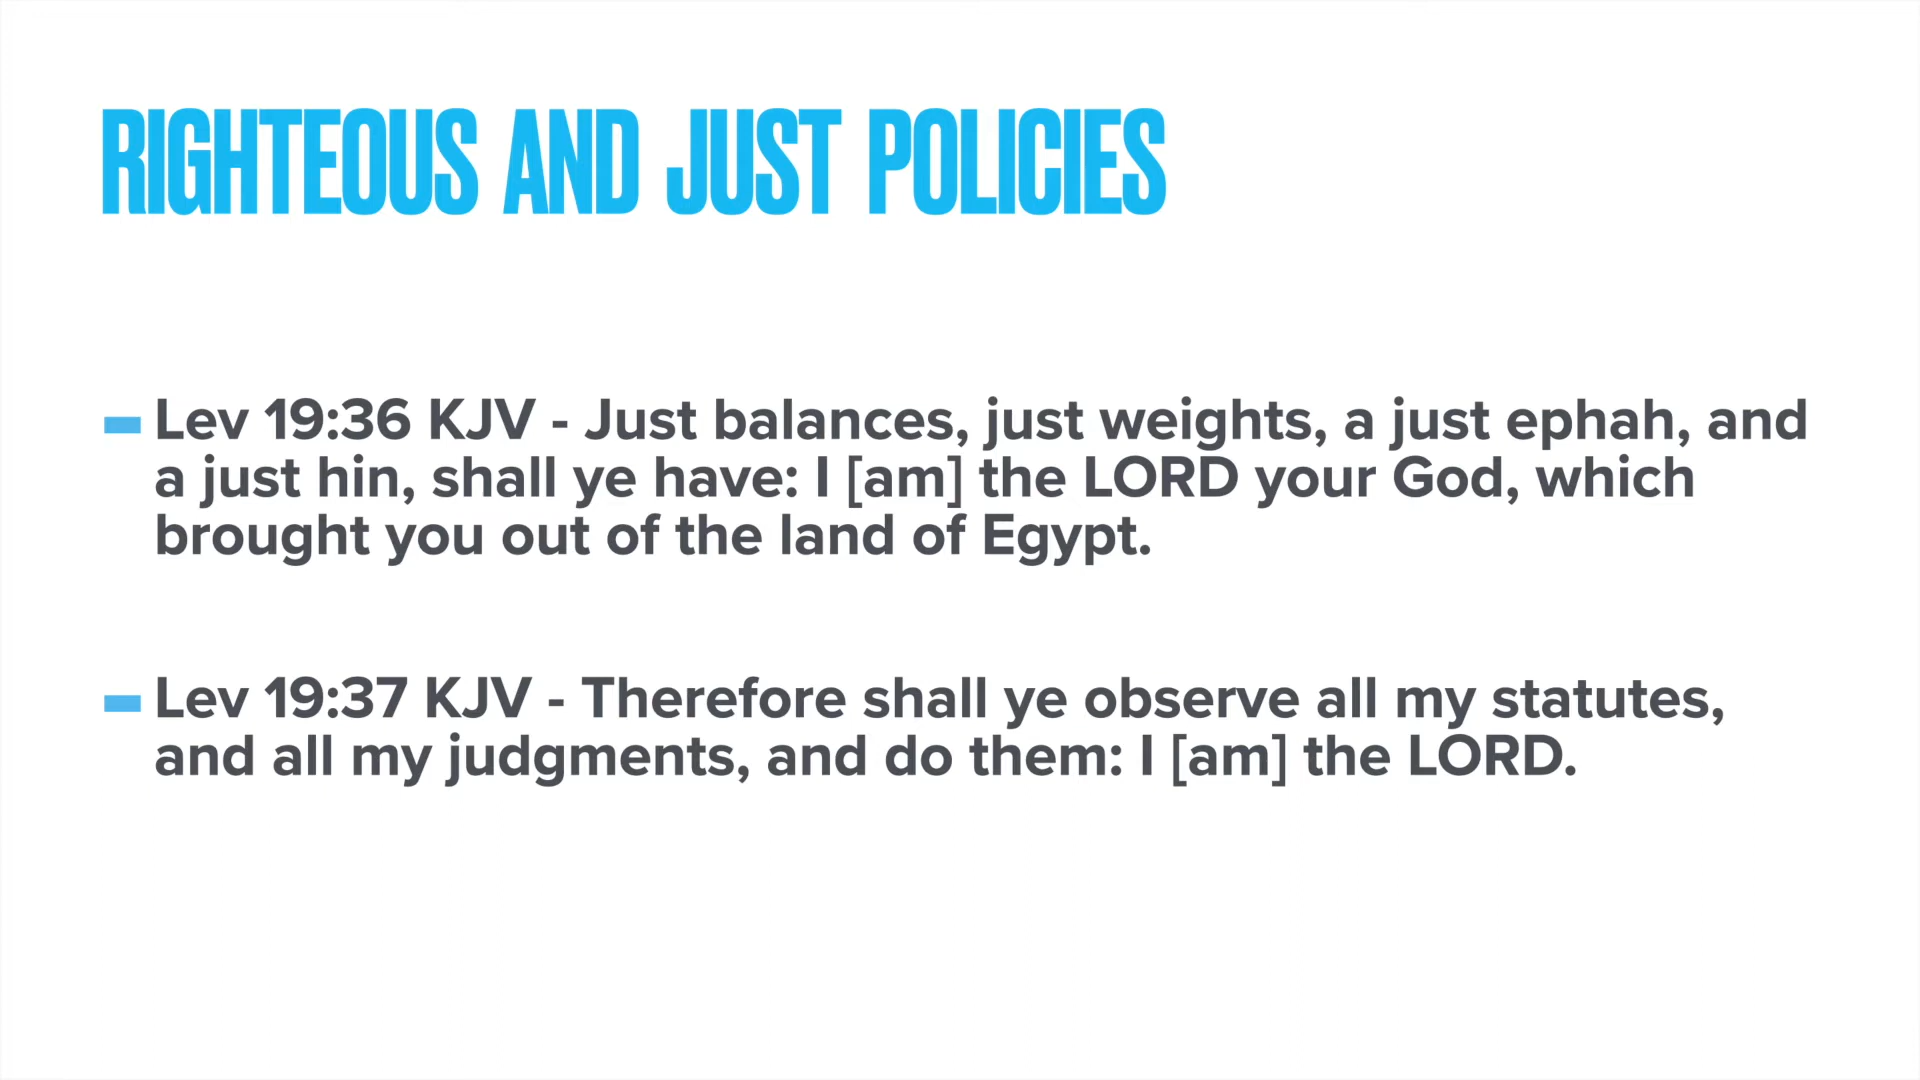 RIGHTEOUS AND JUST POLICIES
Lev 19:36 KJV - Just balances, just weights, a just ephah, and
a just hin, shall ye have: I [am] the LORD your God, which
brought you out of the land of Egypt.
Lev 19:37 KJV - Therefore shall ye observe all my statutes,
and all my judgments, and do them: I [am] the LORD.